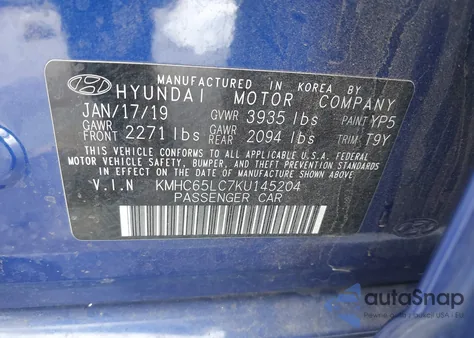 MANUFACTURED IN KOREA BY
HYUNDAI MOTOR COMPANY
JAN/17/19 GVWR 3935 lbs PAINT YP5
GAWR FRONT 2271 lbs GAWR REAR 2094 lbs TRIM T9Y
THIS VEHICLE CONFORMS TO ALL APPLICABLE U.S. FEDERAL
MOTOR VEHICLE SAFETY, BUMPER, AND THEFT PREVENTION STANDARDS
IN EFFECT ON THE DATE OF MANUFACTURE SHOWN ABOVE.
V.I.N KMHC65LC7KU145204
PASSENGER CAR
autoSnap